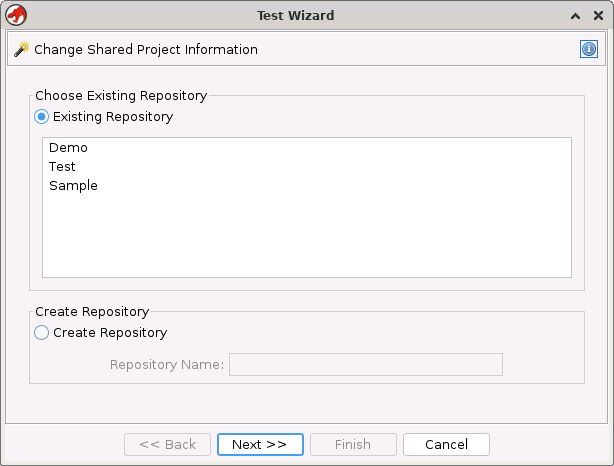 Test Wizard
Change Shared Project Information
Choose Existing Repository
Existing Repository
Demo
Test
Sample
Create Repository
Create Repository
Repository Name:
<< Back
Next >>
Finish
Cancel